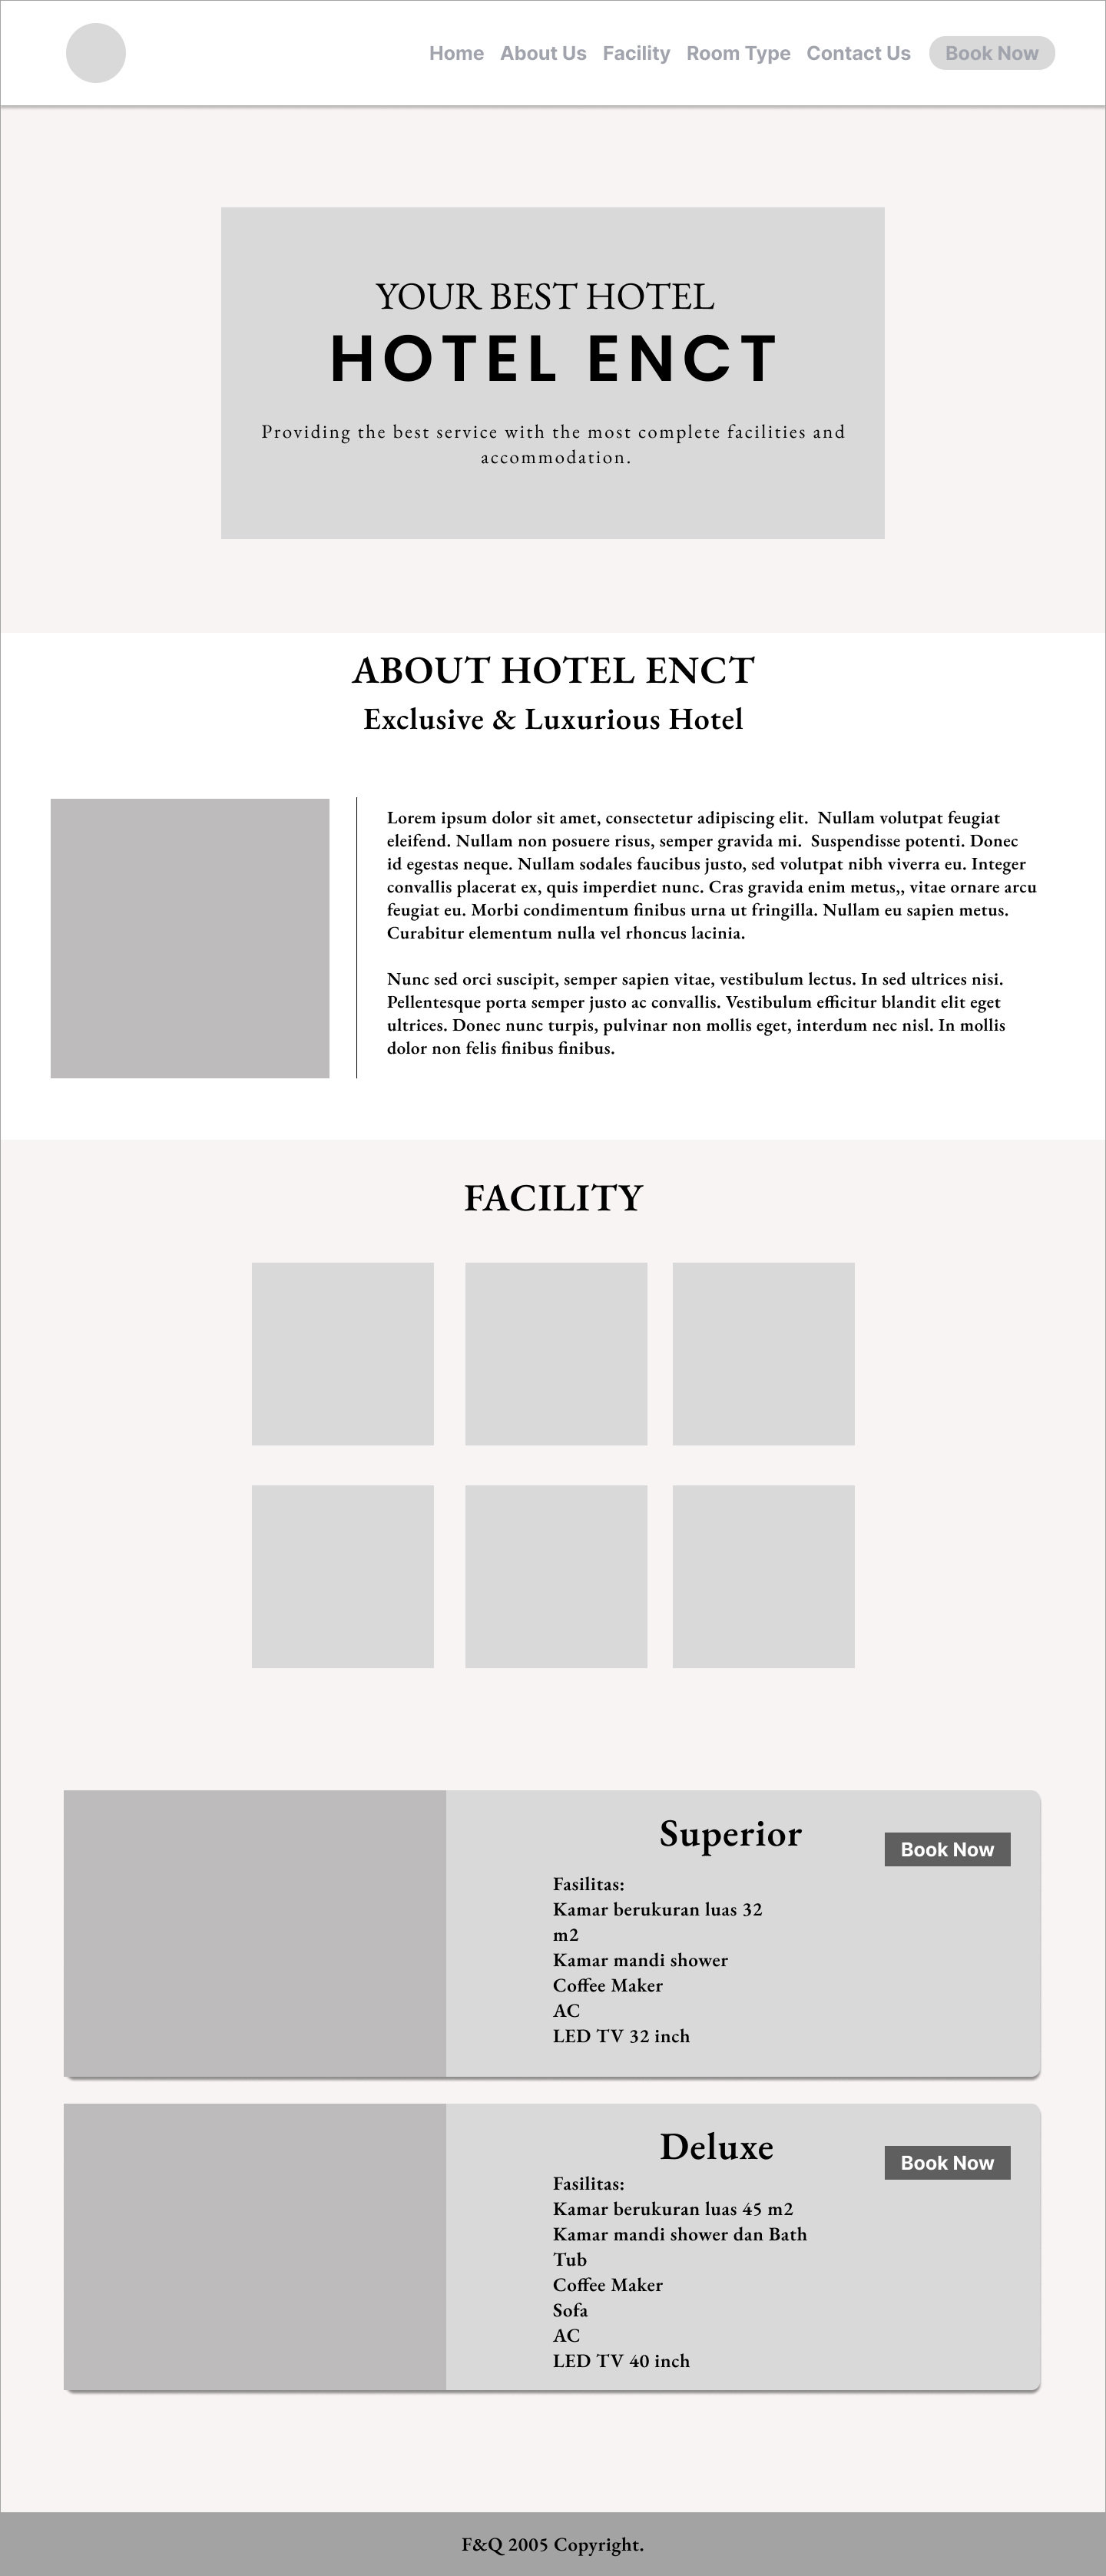 Home About Us Facility Room Type Contact Us Book Now
YOUR BEST HOTEL
HOTEL ENCT
Providing the best service with the most complete facilities and
accommodation.
ABOUT HOTEL ENCT
Exclusive & Luxurious Hotel
Lorem ipsum dolor sit amet, consectetur adipiscing elit.  Nullam volutpat feugiat
eleifend. Nullam non posuere risus, semper gravida mi.  Suspendisse potenti. Donec
id egestas neque. Nullam sodales faucibus justo, sed volutpat nibh viverra eu. Integer
convallis placerat ex, quis imperdiet nunc. Cras gravida enim metus,, vitae ornare arcu
feugiat eu. Morbi condimentum finibus urna ut fringilla. Nullam eu sapien metus.
Curabitur elementum nulla vel rhoncus lacinia.
Nunc sed orci suscipit, semper sapien vitae, vestibulum lectus. In sed ultrices nisi.
Pellentesque porta semper justo ac convallis. Vestibulum efficitur blandit elit eget
ultrices. Donec nunc turpis, pulvinar non mollis eget, interdum nec nisl. In mollis
dolor non felis finibus finibus.
FACILITY
Superior
Book Now
Fasilitas:
Kamar berukuran luas 32
m2
Kamar mandi shower
Coffee Maker
AC
LED TV 32 inch
Deluxe
Book Now
Fasilitas:
Kamar berukuran luas 45 m2
Kamar mandi shower dan Bath
Tub
Coffee Maker
Sofa
AC
LED TV 40 inch
F&Q 2005 Copyright.